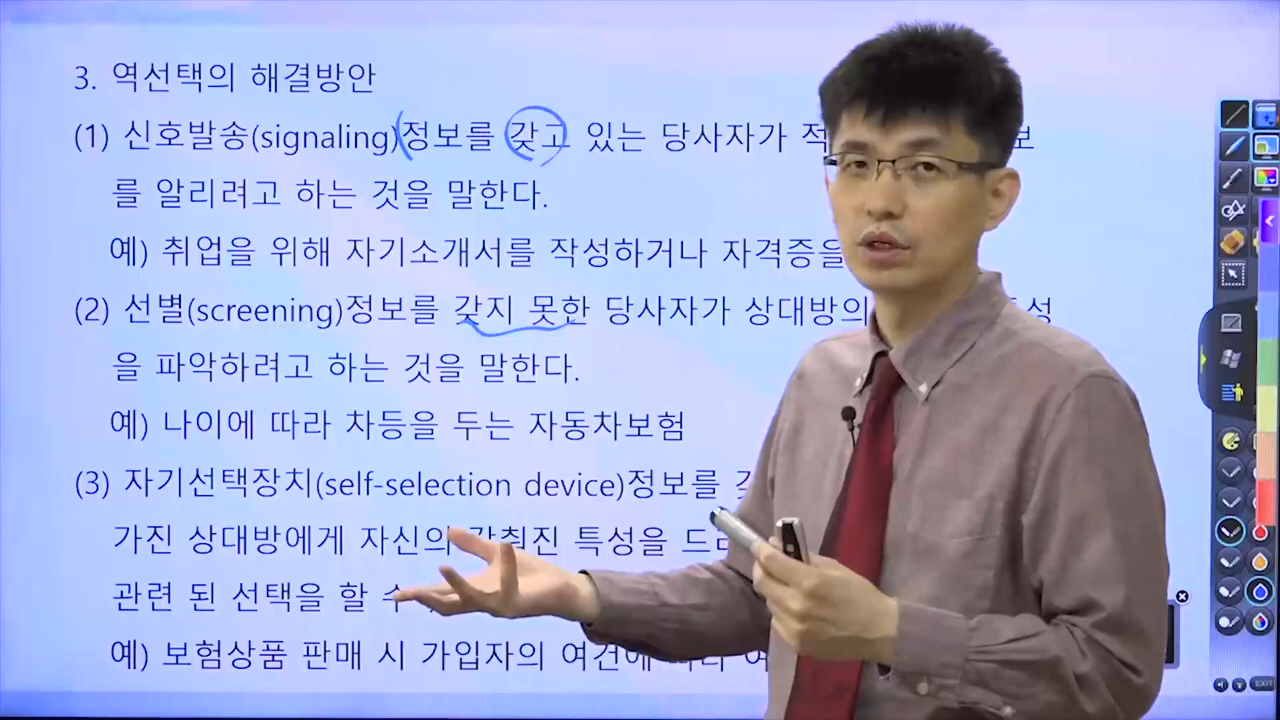 3. 역선택의 해결방안
(1) 신호발송(signaling)정보를 갖고 있는 당사자가
를 알리려고 하는 것을 말한다.
예) 취업을 위해 자기소개서를 작성하거나 자격증을
(2) 선별(screening)정보를 갖지 못한 당사자가 상대방의
을 파악하려고 하는 것을 말한다.
예) 나이에 따라 차등을 두는 자동차보험
(3) 자기선택장치(self-selection device)정보를
가진 상대방에게 자신의 감춰진 특성을
관련 된 선택을 할
예) 보험상품 판매 시 가입자의 여건에 따라
EXIT